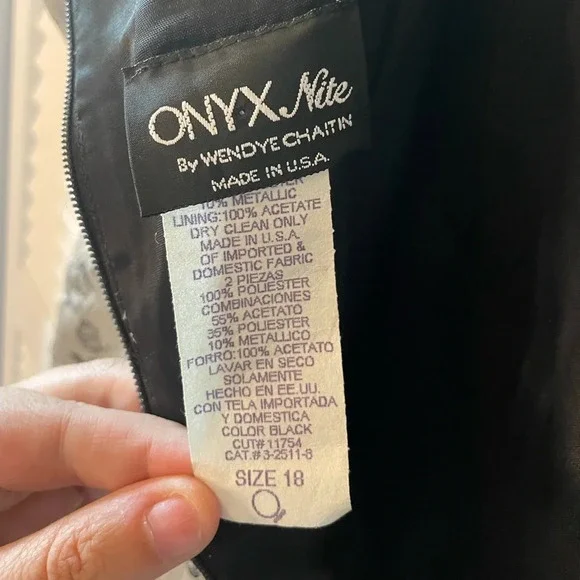 ONYX Nite
By WENDYE CHAITIN
MADE IN U.S.A.
10% METALLIC
LINING:100% ACETATE
DRY CLEAN ONLY
MADE IN U.S.A.
OF IMPORTED &
DOMESTIC FABRIC
2 PIEZAS
100% POLIESTER
COMBINACIONES
55% ACETATO
35% POLIESTER
10% METALLICO
FORRO:100% ACETATO
LAVAR EN SECO
SOLAMENTE
HECHO EN EE.UU.
CON TELA IMPORTADA
Y DOMESTICA
COLOR BLACK
CUT#11754
CAT.#3-2511-8
SIZE 18